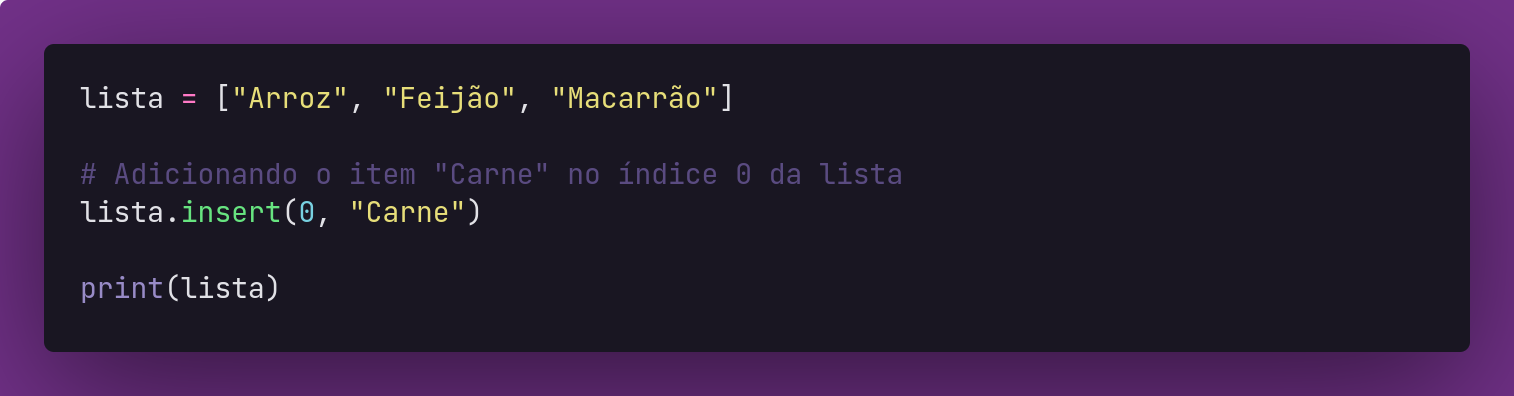 lista = ["Arroz", "Feijão", "Macarrão"]
# Adicionando o item "Carne" no índice 0 da lista
lista.insert(0, "Carne")
print(lista)